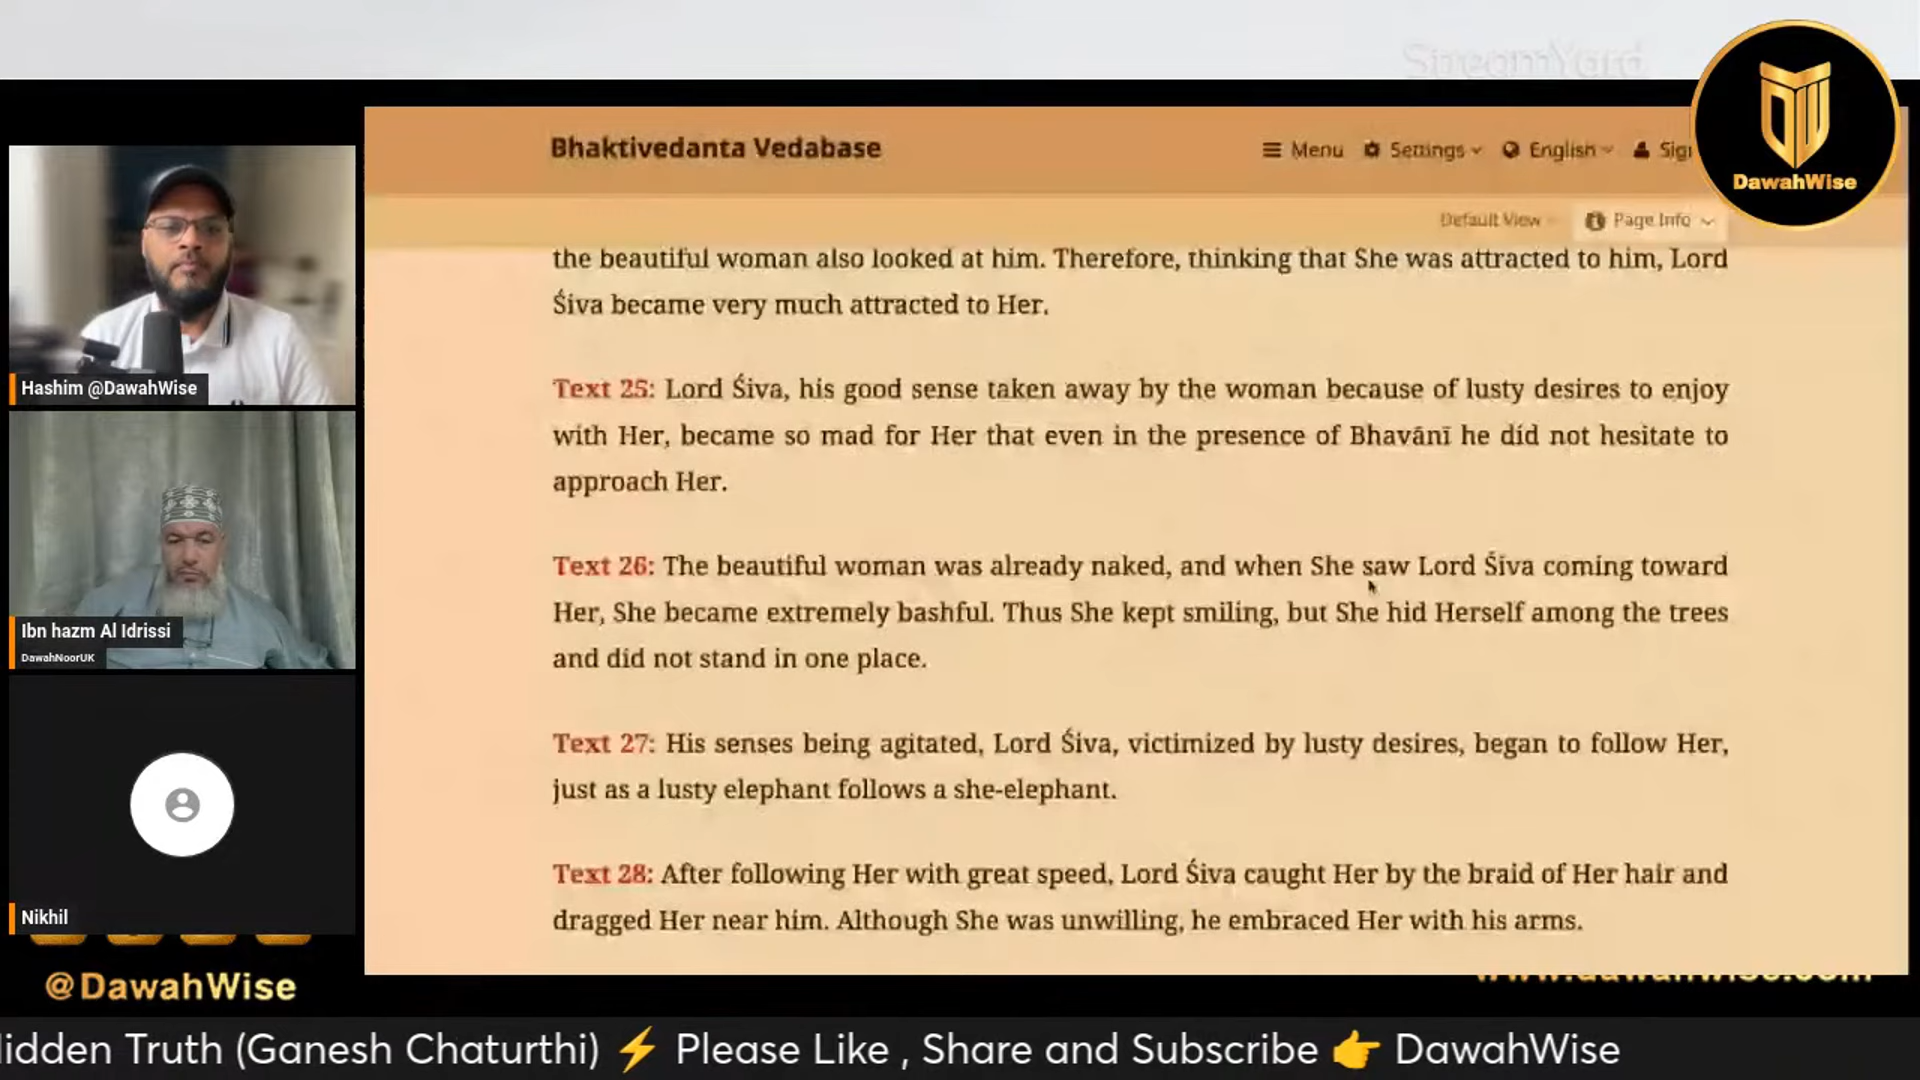 StreamYard
DawahWise
Bhaktivedanta Vedabase
Menu
Settings
English
Default View
Page Info
the beautiful woman also looked at him. Therefore, thinking that She was attracted to him, Lord
Śiva became very much attracted to Her.
Text 25: Lord Śiva, his good sense taken away by the woman because of lusty desires to enjoy
with Her, became so mad for Her that even in the presence of Bhavānī he did not hesitate to
approach Her.
Text 26: The beautiful woman was already naked, and when She saw Lord Śiva coming toward
Her, She became extremely bashful. Thus She kept smiling, but She hid Herself among the trees
and did not stand in one place.
Text 27: His senses being agitated, Lord Śiva, victimized by lusty desires, began to follow Her,
just as a lusty elephant follows a she-elephant.
Text 28: After following Her with great speed, Lord Śiva caught Her by the braid of Her hair and
dragged Her near him. Although She was unwilling, he embraced Her with his arms.
Hashim @DawahWise
Ibn hazm Al Idrissi
DawahNoorUK
Nikhil
@DawahWise
idden Truth (Ganesh Chaturthi) ⚡ Please Like , Share and Subscribe 👉 DawahWise